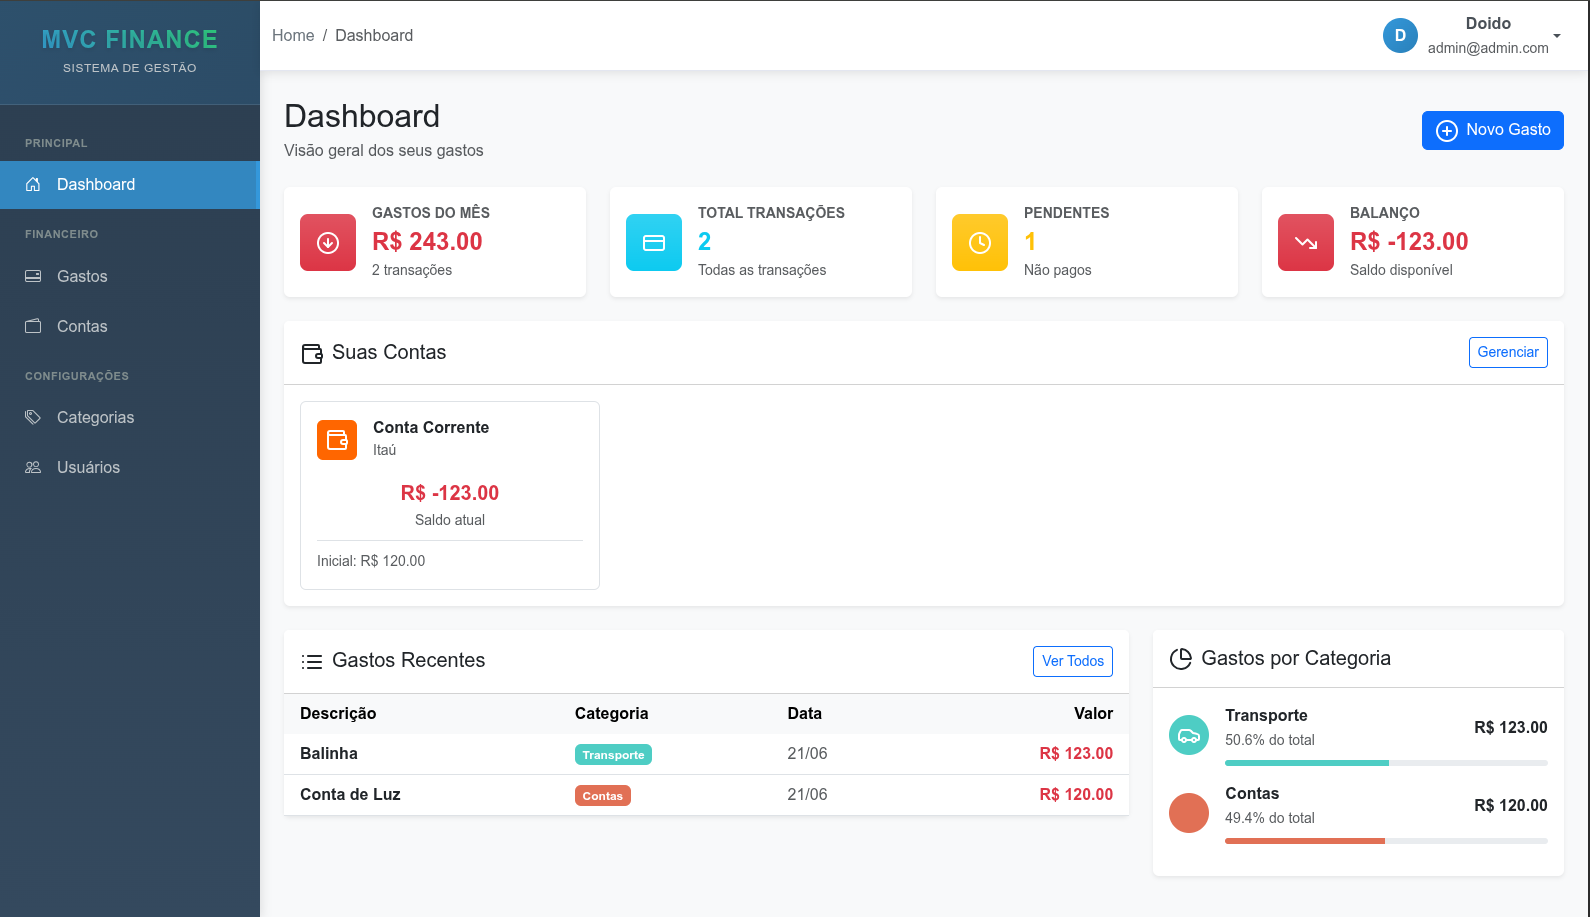 MVC FINANCE
SISTEMA DE GESTÃO
PRINCIPAL
Dashboard
FINANCEIRO
Gastos
Contas
CONFIGURAÇÕES
Categorias
Usuários
Home / Dashboard
D
Doido
admin@admin.com
Dashboard
Visão geral dos seus gastos
Novo Gasto
GASTOS DO MÊS
R$ 243.00
2 transações
TOTAL TRANSAÇÕES
2
Todas as transações
PENDENTES
1
Não pagos
BALANÇO
R$ -123.00
Saldo disponível
Suas Contas
Gerenciar
Conta Corrente
Itaú
R$ -123.00
Saldo atual
Inicial: R$ 120.00
Gastos Recentes
Ver Todos
Descrição Categoria Data Valor
Balinha Transporte 21/06 R$ 123.00
Conta de Luz Contas 21/06 R$ 120.00
Gastos por Categoria
Transporte
50.6% do total
R$ 123.00
Contas
49.4% do total
R$ 120.00